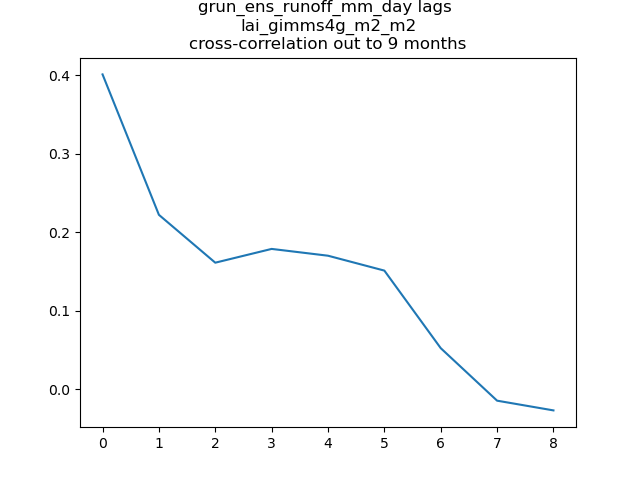 grun_ens_runoff_mm_day lags
lai_gimms4g_m2_m2
cross-correlation out to 9 months
0.4
0.3
0.2
0.1
0.0
0 1 2 3 4 5 6 7 8